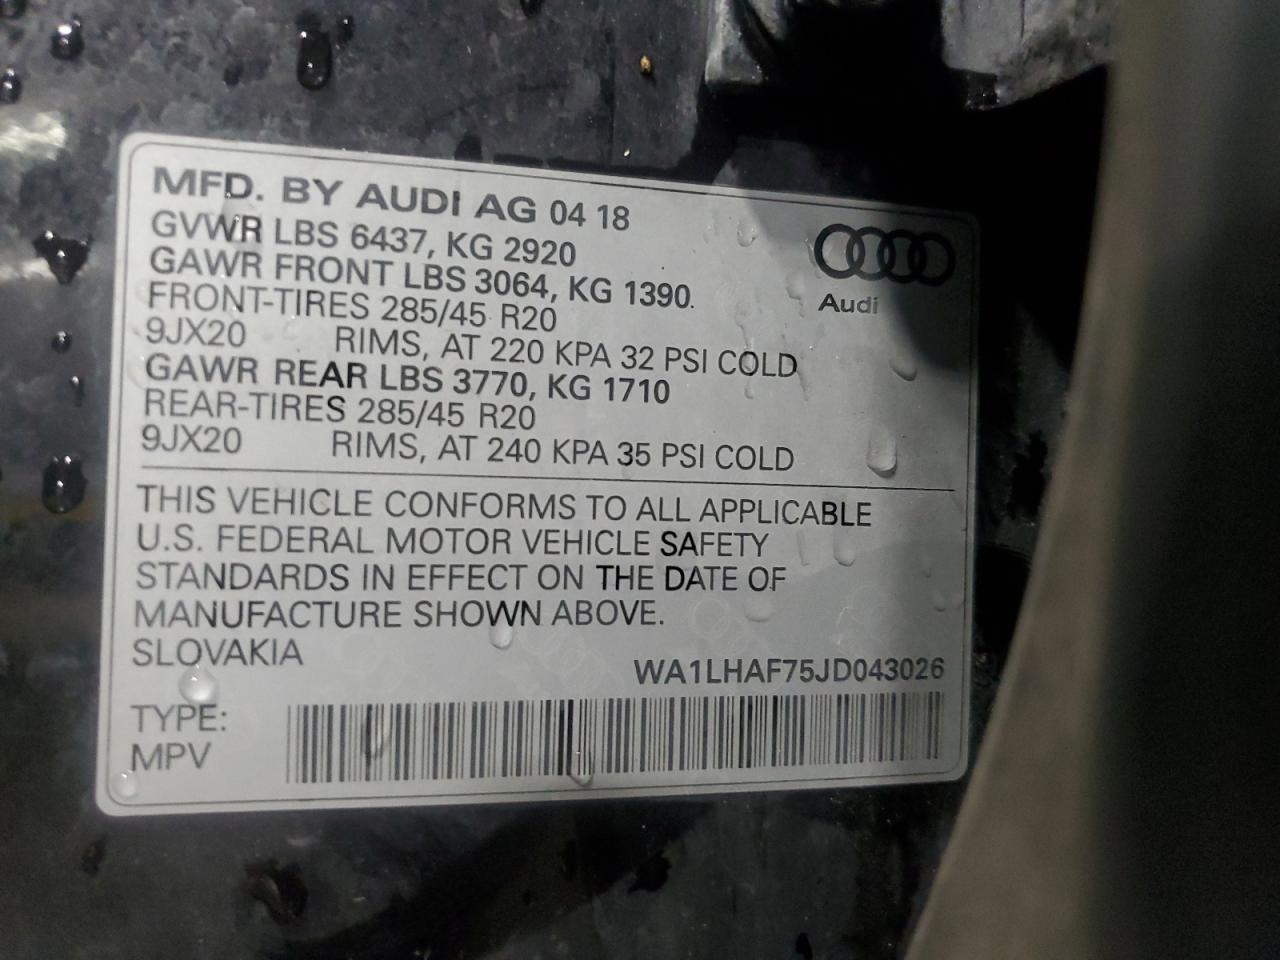 MFD. BY AUDI AG 04 18
GVWR LBS 6437, KG 2920
GAWR FRONT LBS 3064, KG 1390.
FRONT-TIRES 285/45 R20
9JX20 RIMS, AT 220 KPA 32 PSI COLD
GAWR REAR LBS 3770, KG 1710
REAR-TIRES 285/45 R20
9JX20 RIMS, AT 240 KPA 35 PSI COLD
Audi
THIS VEHICLE CONFORMS TO ALL APPLICABLE
U.S. FEDERAL MOTOR VEHICLE SAFETY
STANDARDS IN EFFECT ON THE DATE OF
MANUFACTURE SHOWN ABOVE.
SLOVAKIA
WA1LHAF75JD043026
TYPE:
MPV